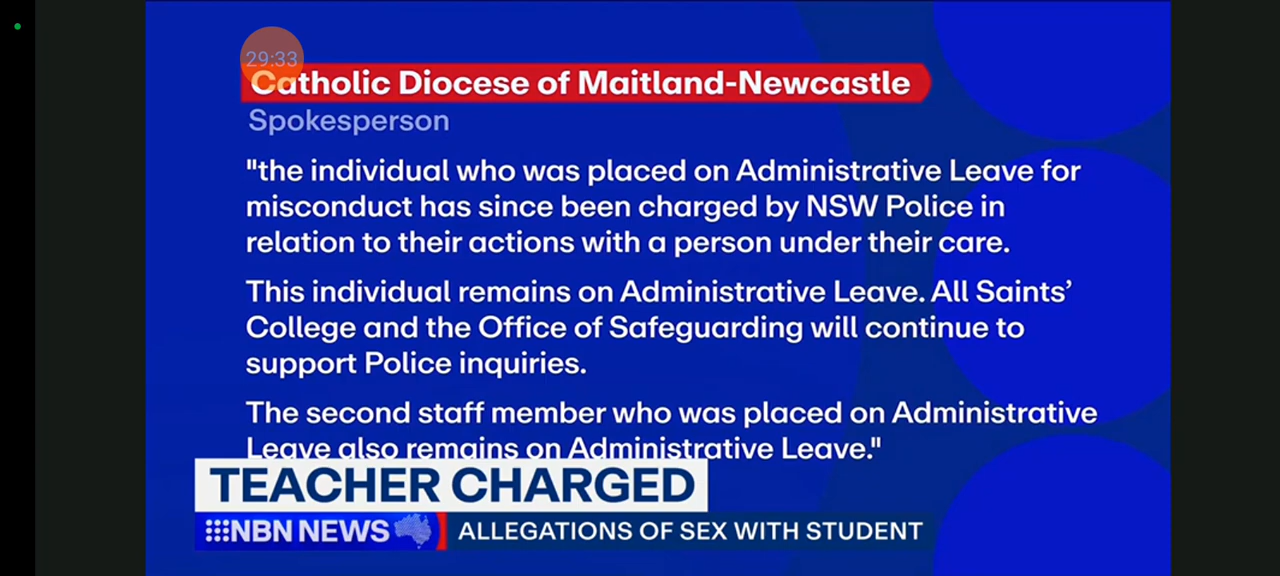 29:33
Catholic Diocese of Maitland-Newcastle
Spokesperson
"the individual who was placed on Administrative Leave for
misconduct has since been charged by NSW Police in
relation to their actions with a person under their care.
This individual remains on Administrative Leave. All Saints’
College and the Office of Safeguarding will continue to
support Police inquiries.
The second staff member who was placed on Administrative
Leave also remains on Administrative Leave."
TEACHER CHARGED
NBN NEWS ALLEGATIONS OF SEX WITH STUDENT